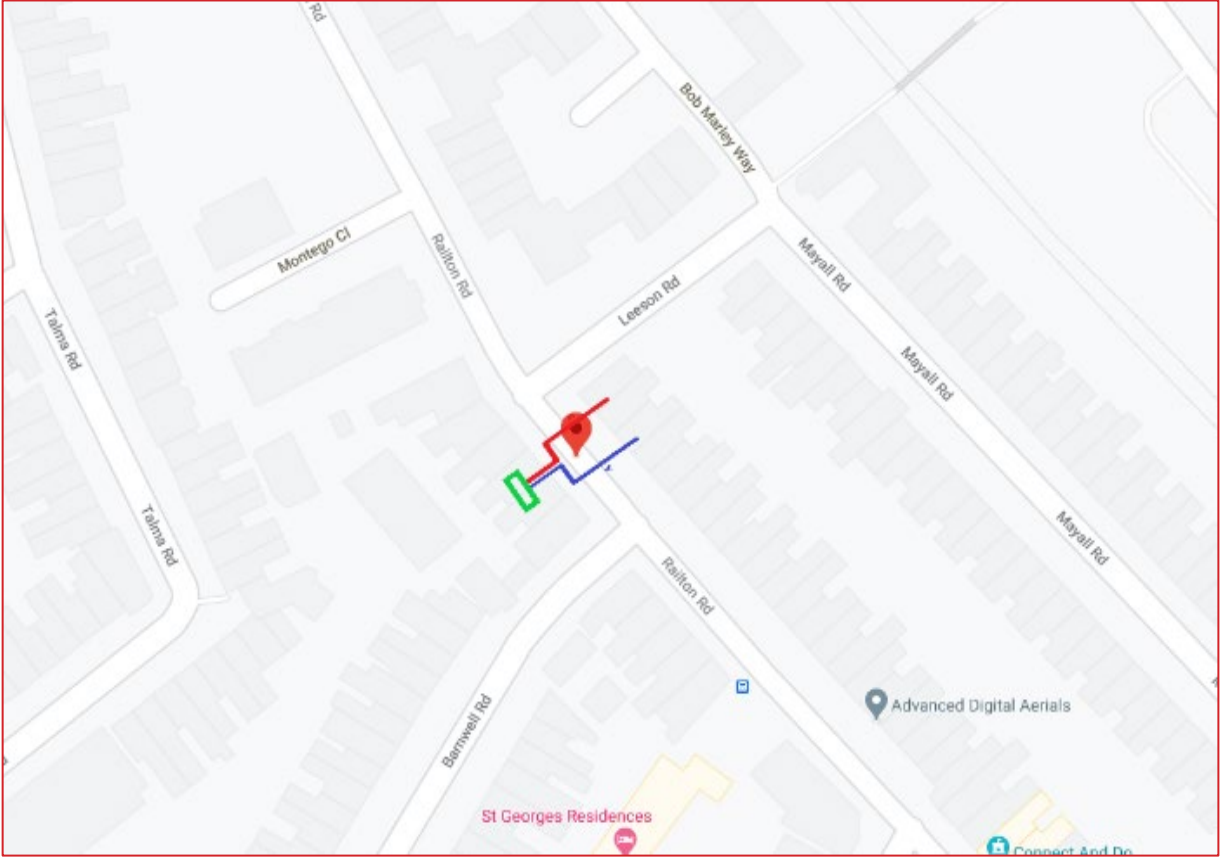 Rd
Bob Marley Way
Montego Cl
Railton Rd
Mayall Rd
Leeson Rd
Talma Rd
Mayall Rd
Talma Rd
Mayall Rd
Railton Rd
Barnwell Rd
Advanced Digital Aerials
St Georges Residences
Connect And Do